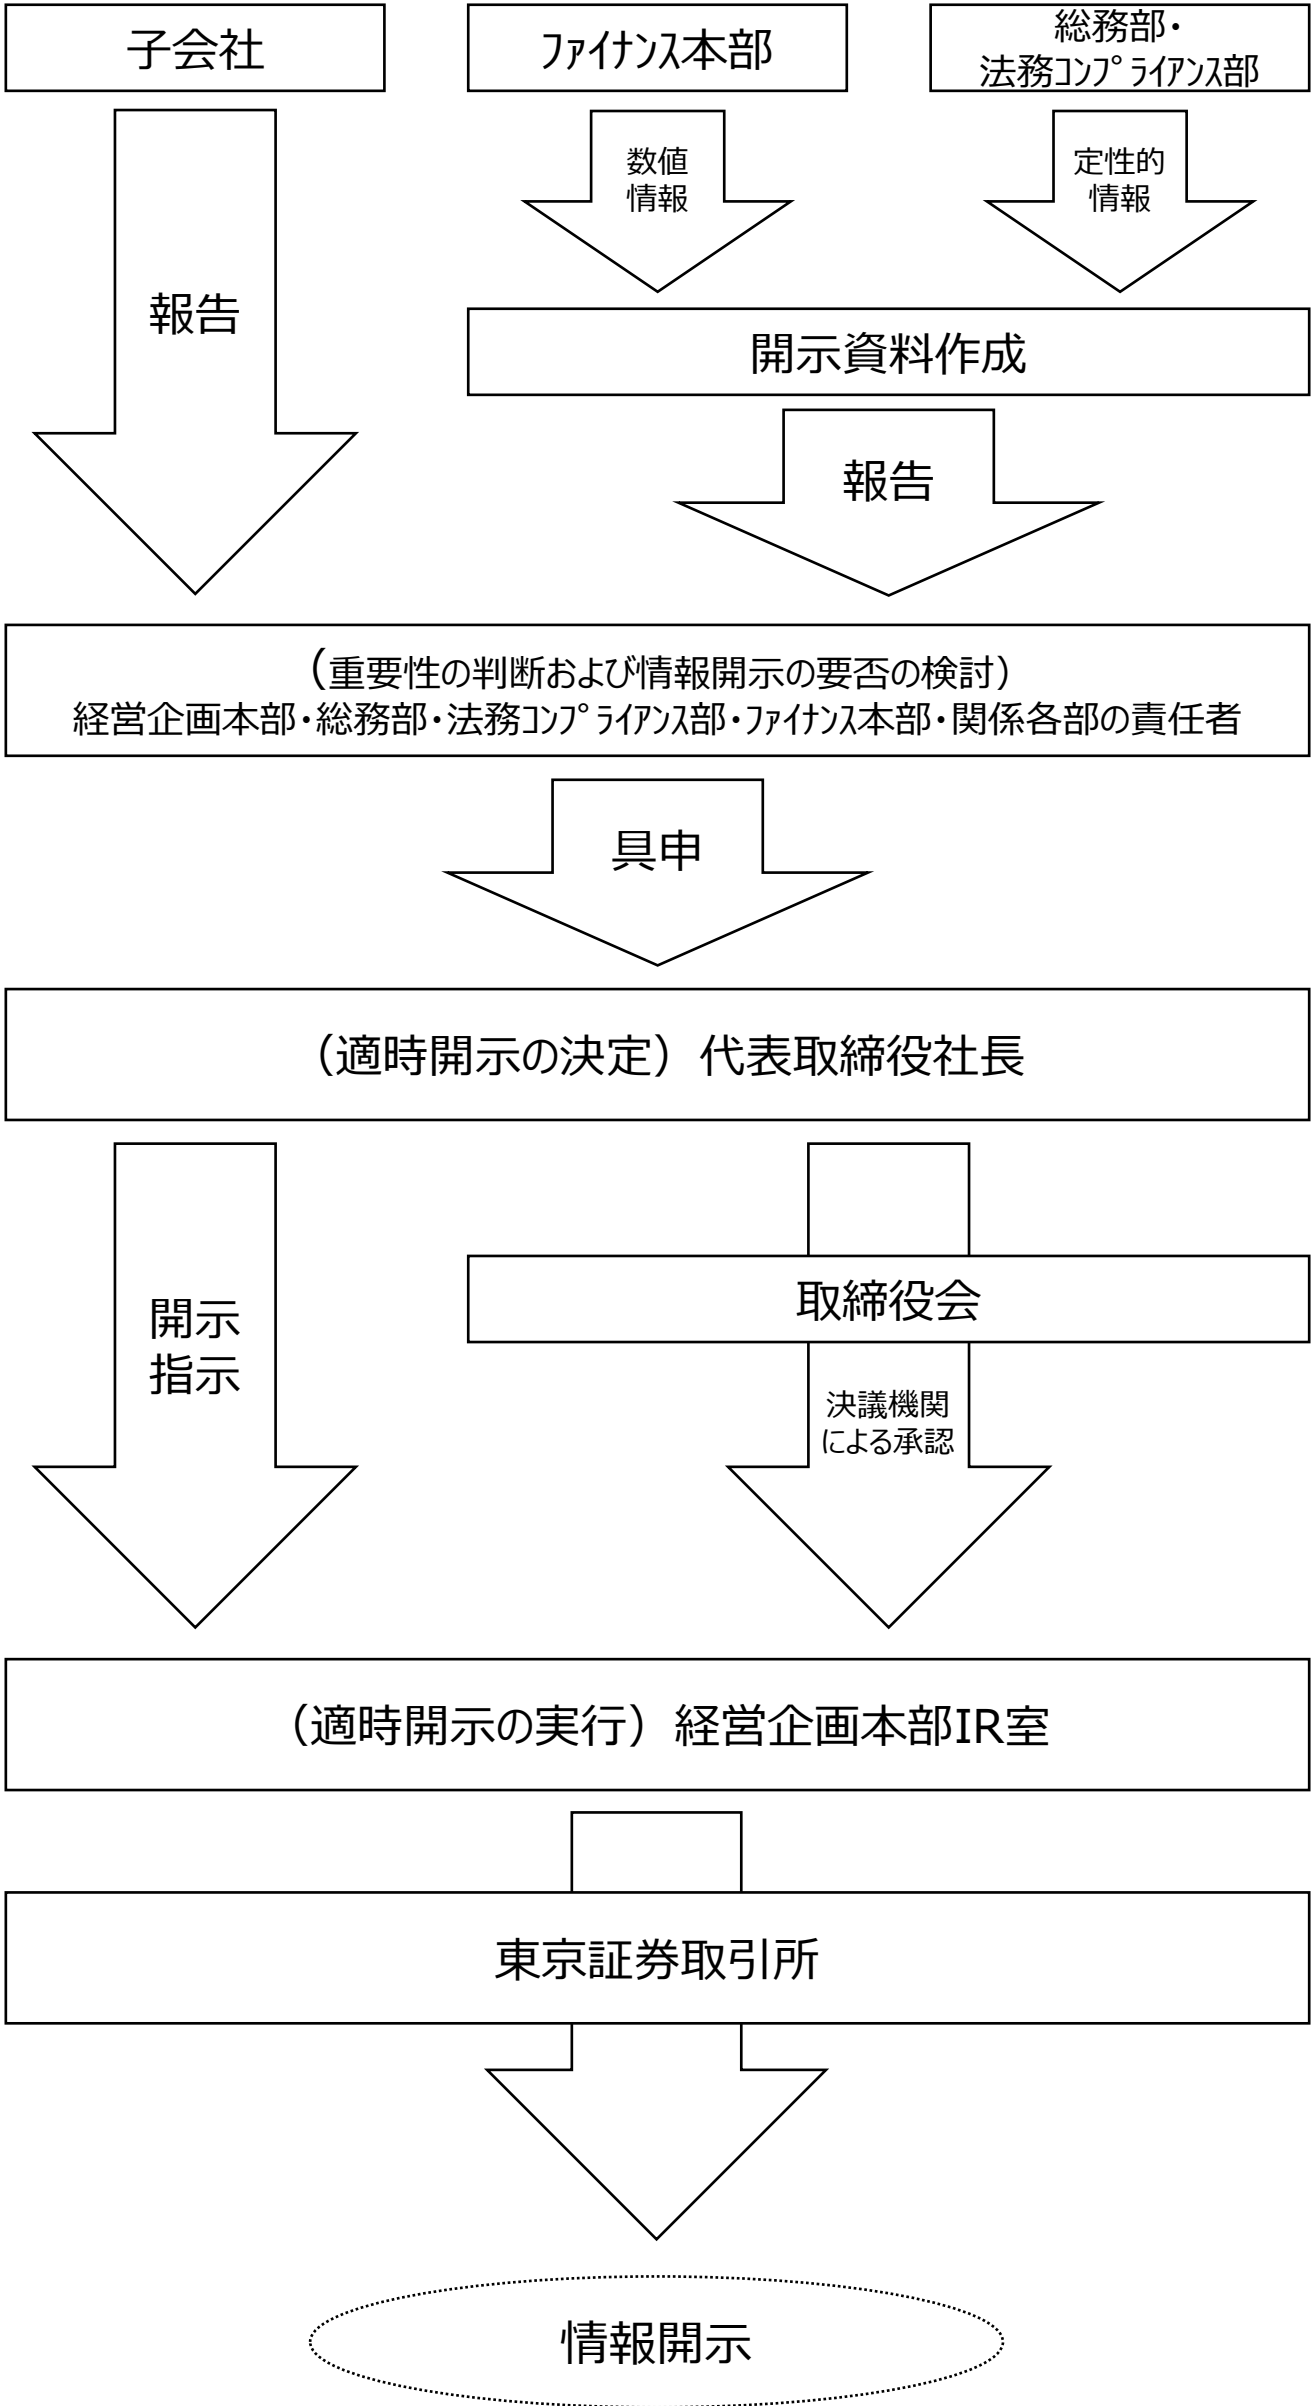 子会社
ﾌｧｲﾅﾝｽ本部
総務部・
法務ｺﾝﾌﾟﾗｲｱﾝｽ部
報告
数値
情報
定性的
情報
開示資料作成
報告
（重要性の判断および情報開示の要否の検討）
経営企画本部・総務部・法務ｺﾝﾌﾟﾗｲｱﾝｽ部・ﾌｧｲﾅﾝｽ本部・関係各部の責任者
具申
（適時開示の決定）代表取締役社長
開示
指示
取締役会
決議機関
による承認
（適時開示の実行）経営企画本部IR室
東京証券取引所
情報開示